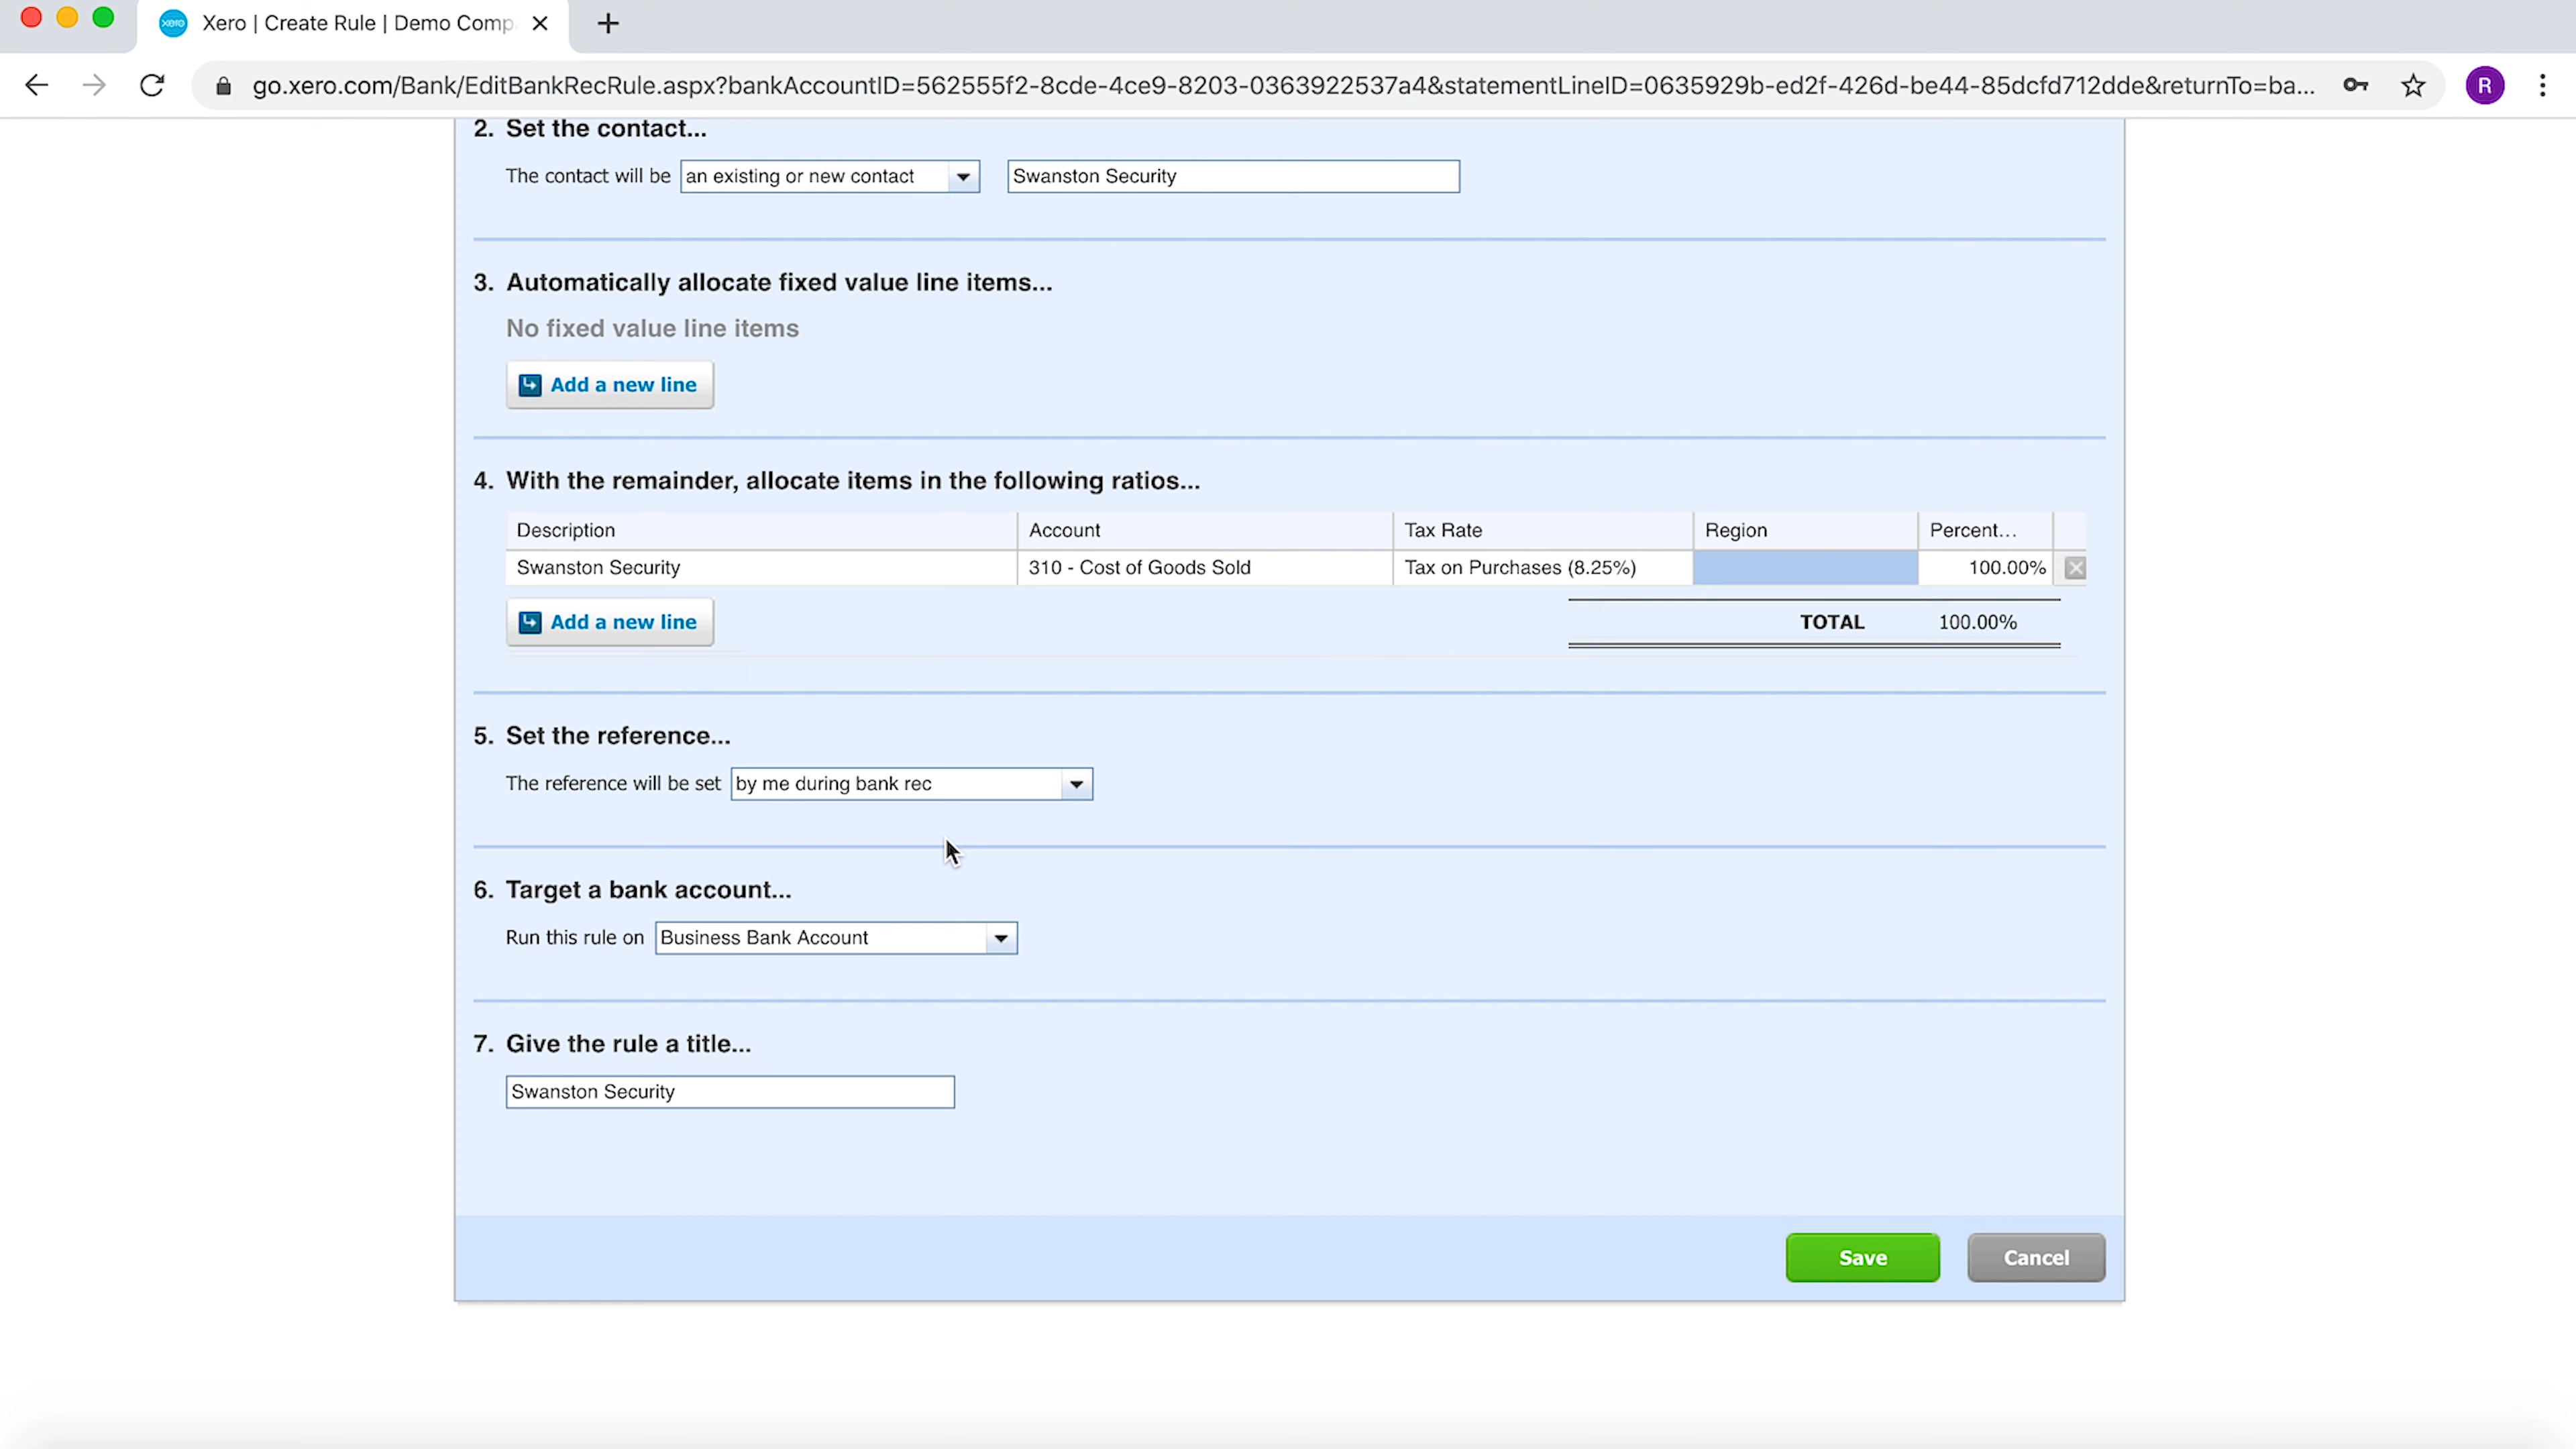 xero Xero | Create Rule | Demo Comp
go.xero.com/Bank/EditBankRecRule.aspx?bankAccountID=562555f2-8cde-4ce9-8203-0363922537a4&statementLineID=0635929b-ed2f-426d-be44-85dcfd712dde&returnTo=ba... R
2. Set the contact...
The contact will be an existing or new contact Swanston Security
3. Automatically allocate fixed value line items...
No fixed value line items
Add a new line
4. With the remainder, allocate items in the following ratios...
Description Account Tax Rate Region Percent...
Swanston Security 310 - Cost of Goods Sold Tax on Purchases (8.25%) 100.00%
Add a new line TOTAL 100.00%
5. Set the reference...
The reference will be set by me during bank rec
6. Target a bank account...
Run this rule on Business Bank Account
7. Give the rule a title...
Swanston Security
Save Cancel